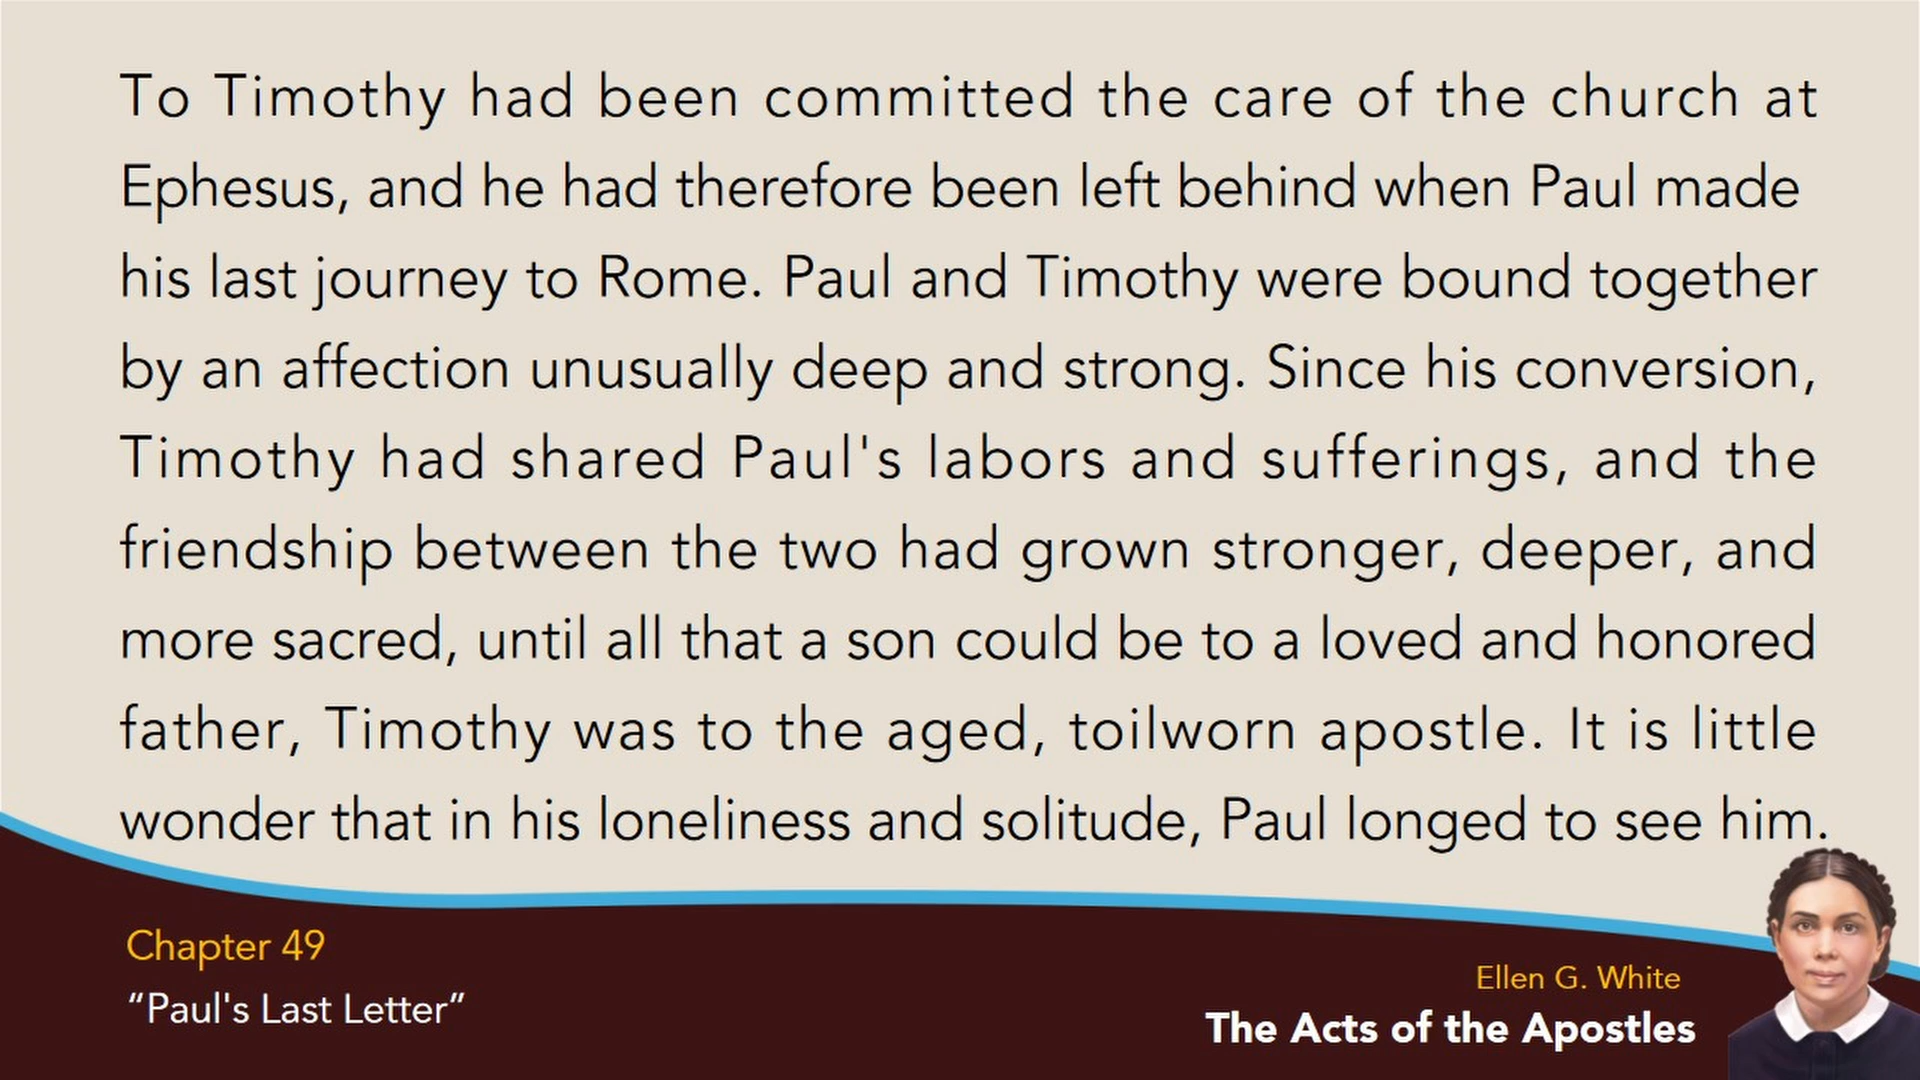 To Timothy had been committed the care of the church at
Ephesus, and he had therefore been left behind when Paul made
his last journey to Rome. Paul and Timothy were bound together
by an affection unusually deep and strong. Since his conversion,
Timothy had shared Paul's labors and sufferings, and the
friendship between the two had grown stronger, deeper, and
more sacred, until all that a son could be to a loved and honored
father, Timothy was to the aged, toilworn apostle. It is little
wonder that in his loneliness and solitude, Paul longed to see him.
Chapter 49
“Paul's Last Letter”
Ellen G. White
The Acts of the Apostles